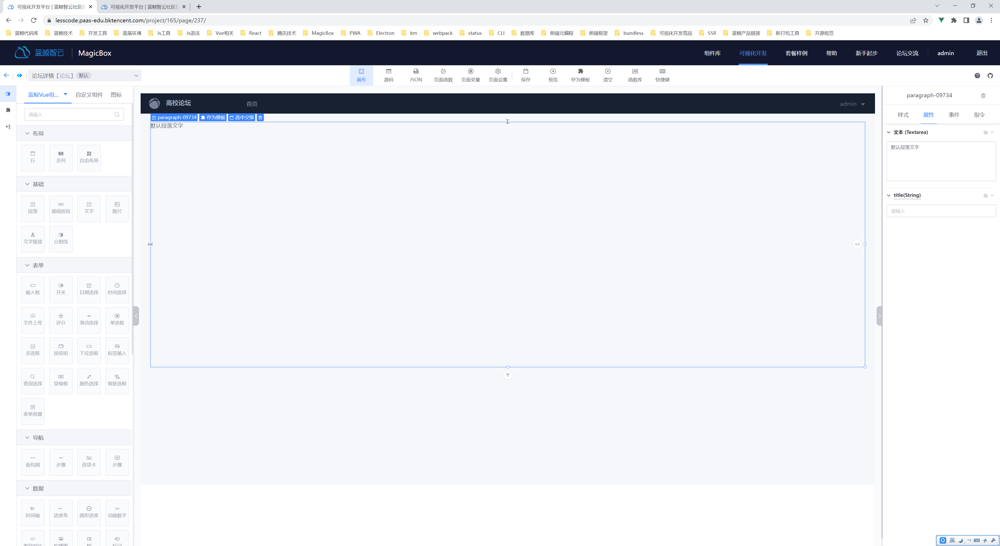 可视化开发平台 | 蓝鲸智云社区版
可视化开发平台 | 蓝鲸智云社区版
lesscode.paas-edu.bktencent.com/project/165/page/237/
蓝鲸代码库 蓝鲸技术 开发工具 蓝盾环境 Js工具 Js语法 Vue相关 React 腾讯技术 MagicBox PWA Electron km webpack status CLI 数据库 前端元编程 前端框架 bundless 可视化开发竞品 SSR 蓝鲸产品链接 新打包工具 开源规范
蓝鲸智云 MagicBox 组件库 可视化开发 套餐样例 帮助 新手起步 论坛交流 admin 退出
论坛详情【论坛】 默认
画布 源码 JSON 页面函数 页面变量 页面设置 保存 预览 存为模板 清空 函数库 快捷键
蓝鲸Vue组... 自定义组件 图标
请输入
布局
行 多列 自由布局
基础
段落 基础按钮 文字 图片
文字链接 分割线
表单
输入框 开关 日期选择 时间选择
文件上传 评分 滑动选择 单选框
多选框 按钮组 下拉选框 标签输入
查询选择 穿梭框 颜色选择 级联选框
表单容器
导航
面包屑 步骤 选项卡 步骤
数据
时间轴 进度条 圆形进度 动画数字
差异对比 轮播图 树 标记
高校论坛 首页 admin
paragraph-09734 存为模板 选中父级
默认段落文字
paragraph-09734
样式 属性 事件 指令
文本 (Textarea) 值
默认段落文字
title(String) 值
请输入
英